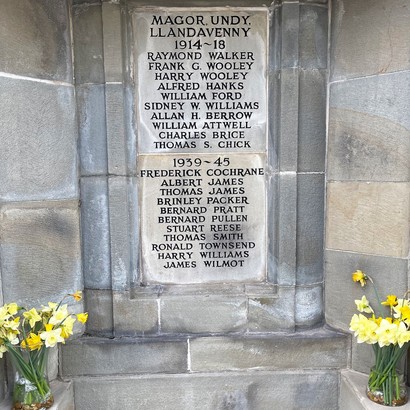 MAGOR, UNDY,
LLANDAVENNY
1914~18
RAYMOND WALKER
FRANK G. WOOLEY
HARRY WOOLEY
ALFRED HANKS
WILLIAM FORD
SIDNEY W. WILLIAMS
ALLAN H. BERROW
WILLIAM ATTWELL
CHARLES BRICE
THOMAS S. CHICK
1939~45
FREDERICK COCHRANE
ALBERT JAMES
THOMAS JAMES
BRINLEY PACKER
BERNARD PRATT
BERNARD PULLEN
STUART REESE
THOMAS SMITH
RONALD TOWNSEND
HARRY WILLIAMS
JAMES WILMOT